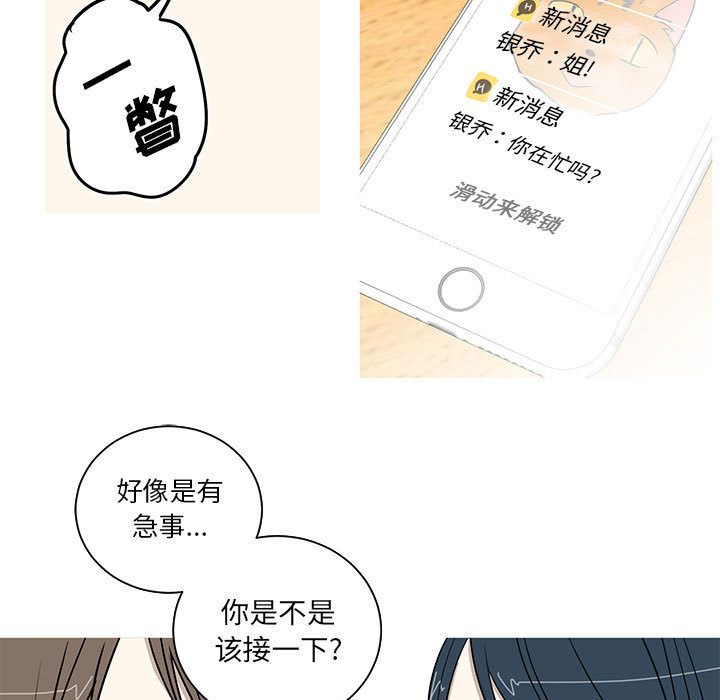 一
瞥
新消息
银乔：姐!
新消息
银乔：你在忙吗?
滑动来解锁
好像是有
急事...
你是不是
该接一下?